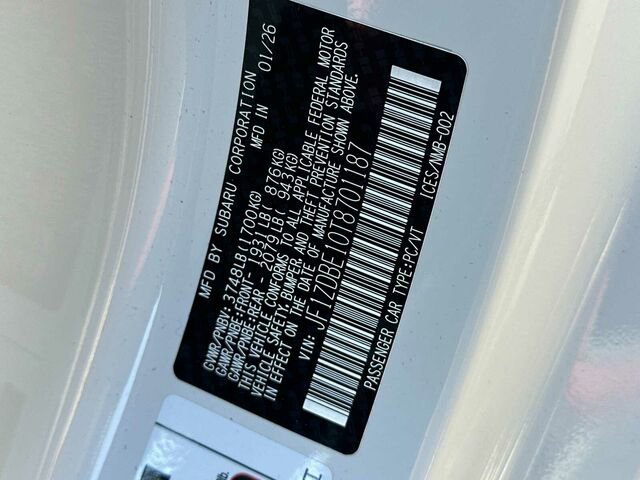 MFD BY SUBARU CORPORATION
MFD IN 01/26
GVWR/PNBV: 3748LB(1700KG)
GAWR/PNBE-FRONT- 1931LB( 876KG)
GAWR/PNBE-REAR - 2079LB( 943KG)
THIS VEHICLE CONFORMS TO ALL APPLICABLE FEDERAL MOTOR
VEHICLE SAFETY, BUMPER, AND THEFT PREVENTION STANDARDS
IN EFFECT ON THE DATE OF MANUFACTURE SHOWN ABOVE.
VIN: JF1ZDBE10T8701187
ICES/NMB-002
PASSENGER CAR TYPE:PC/VT